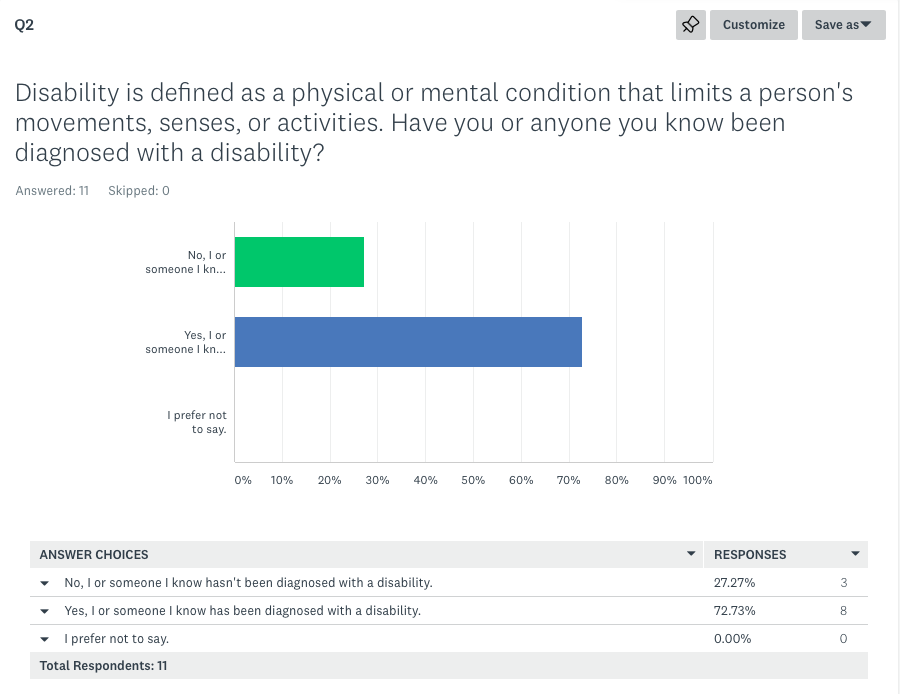 Q2
Customize
Save as
Disability is defined as a physical or mental condition that limits a person's
movements, senses, or activities. Have you or anyone you know been
diagnosed with a disability?
Answered: 11 Skipped: 0
No, I or
someone I kn...
Yes, I or
someone I kn...
I prefer not
to say.
0% 10% 20% 30% 40% 50% 60% 70% 80% 90% 100%
ANSWER CHOICES RESPONSES
No, I or someone I know hasn't been diagnosed with a disability. 27.27% 3
Yes, I or someone I know has been diagnosed with a disability. 72.73% 8
I prefer not to say. 0.00% 0
Total Respondents: 11